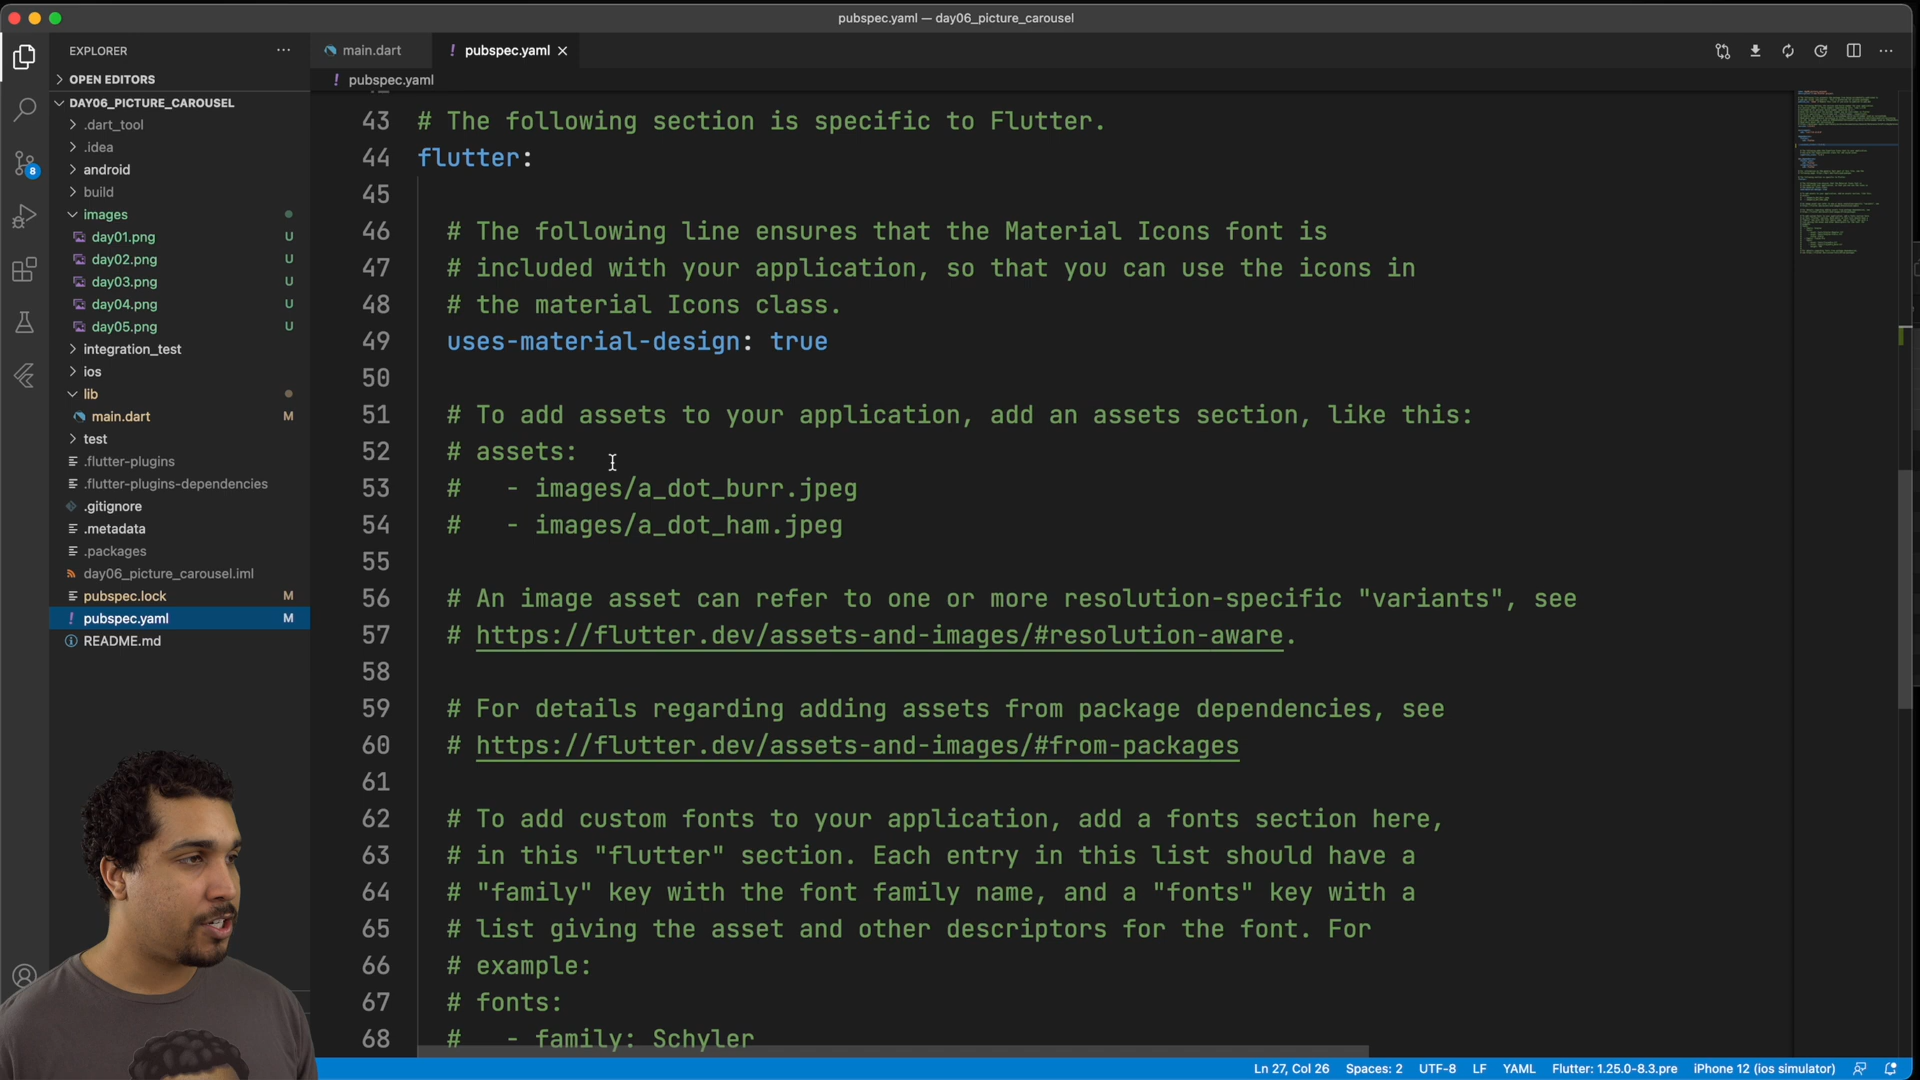 pubspec.yaml — day06_picture_carousel
EXPLORER
main.dart
! pubspec.yaml
OPEN EDITORS
! pubspec.yaml
DAY06_PICTURE_CAROUSEL
.dart_tool
.idea
android
build
images
day01.png U
day02.png U
day03.png U
day04.png U
day05.png U
integration_test
ios
lib
main.dart M
test
.flutter-plugins
.flutter-plugins-dependencies
.gitignore
.metadata
.packages
day06_picture_carousel.iml
pubspec.lock M
! pubspec.yaml M
README.md
8
43 # The following section is specific to Flutter.
44 flutter:
45
46 # The following line ensures that the Material Icons font is
47 # included with your application, so that you can use the icons in
48 # the material Icons class.
49 uses-material-design: true
50
51 # To add assets to your application, add an assets section, like this:
52 # assets:
53 #   - images/a_dot_burr.jpeg
54 #   - images/a_dot_ham.jpeg
55
56 # An image asset can refer to one or more resolution-specific "variants", see
57 # https://flutter.dev/assets-and-images/#resolution-aware.
58
59 # For details regarding adding assets from package dependencies, see
60 # https://flutter.dev/assets-and-images/#from-packages
61
62 # To add custom fonts to your application, add a fonts section here,
63 # in this "flutter" section. Each entry in this list should have a
64 # "family" key with the font family name, and a "fonts" key with a
65 # list giving the asset and other descriptors for the font. For
66 # example:
67 # fonts:
68 #   - family: Schyler
Ln 27, Col 26 Spaces: 2 UTF-8 LF YAML Flutter: 1.25.0-8.3.pre iPhone 12 (ios simulator)